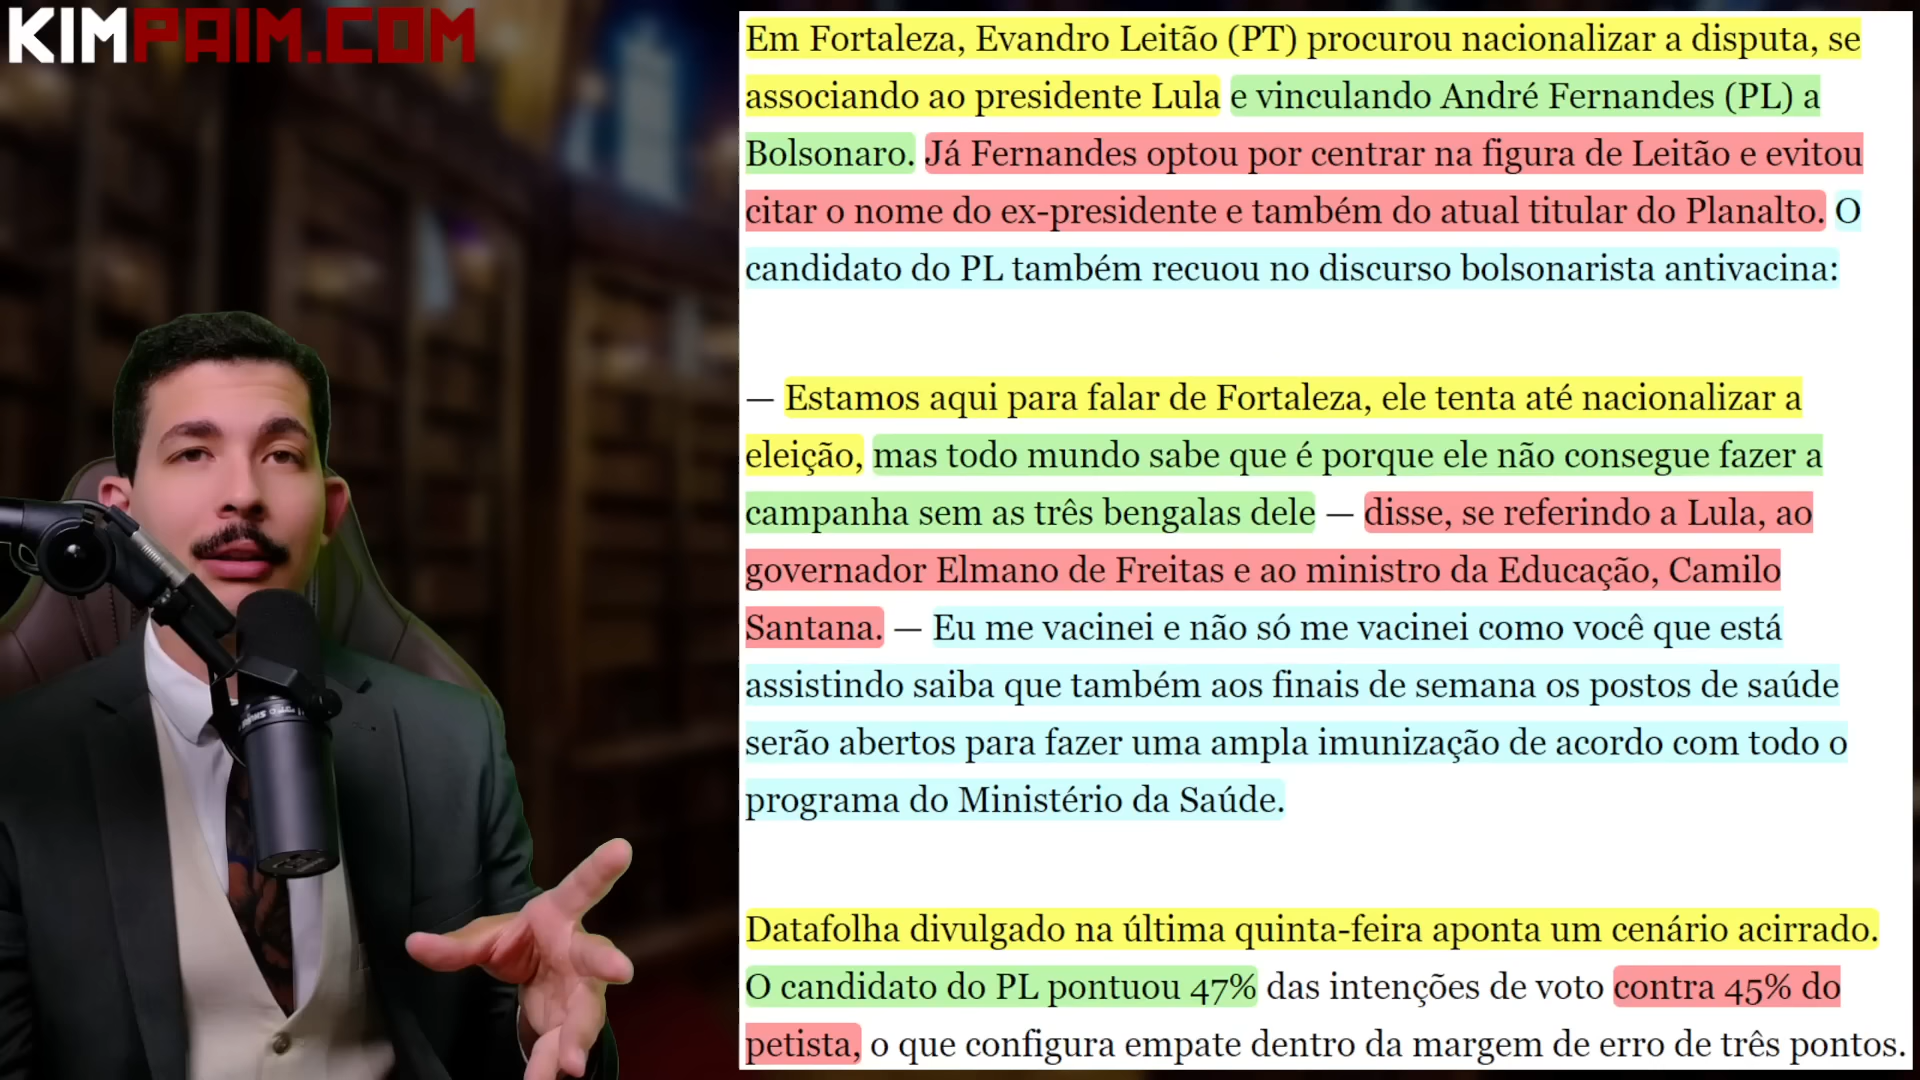 KIMPAIM.COM
Em Fortaleza, Evandro Leitão (PT) procurou nacionalizar a disputa, se
associando ao presidente Lula e vinculando André Fernandes (PL) a
Bolsonaro. Já Fernandes optou por centrar na figura de Leitão e evitou
citar o nome do ex-presidente e também do atual titular do Planalto. O
candidato do PL também recuou no discurso bolsonarista antivacina:
— Estamos aqui para falar de Fortaleza, ele tenta até nacionalizar a
eleição, mas todo mundo sabe que é porque ele não consegue fazer a
campanha sem as três bengalas dele — disse, se referindo a Lula, ao
governador Elmano de Freitas e ao ministro da Educação, Camilo
Santana. — Eu me vacinei e não só me vacinei como você que está
assistindo saiba que também aos finais de semana os postos de saúde
serão abertos para fazer uma ampla imunização de acordo com todo o
programa do Ministério da Saúde.
Datafolha divulgado na última quinta-feira aponta um cenário acirrado.
O candidato do PL pontuou 47% das intenções de voto contra 45% do
petista, o que configura empate dentro da margem de erro de três pontos.